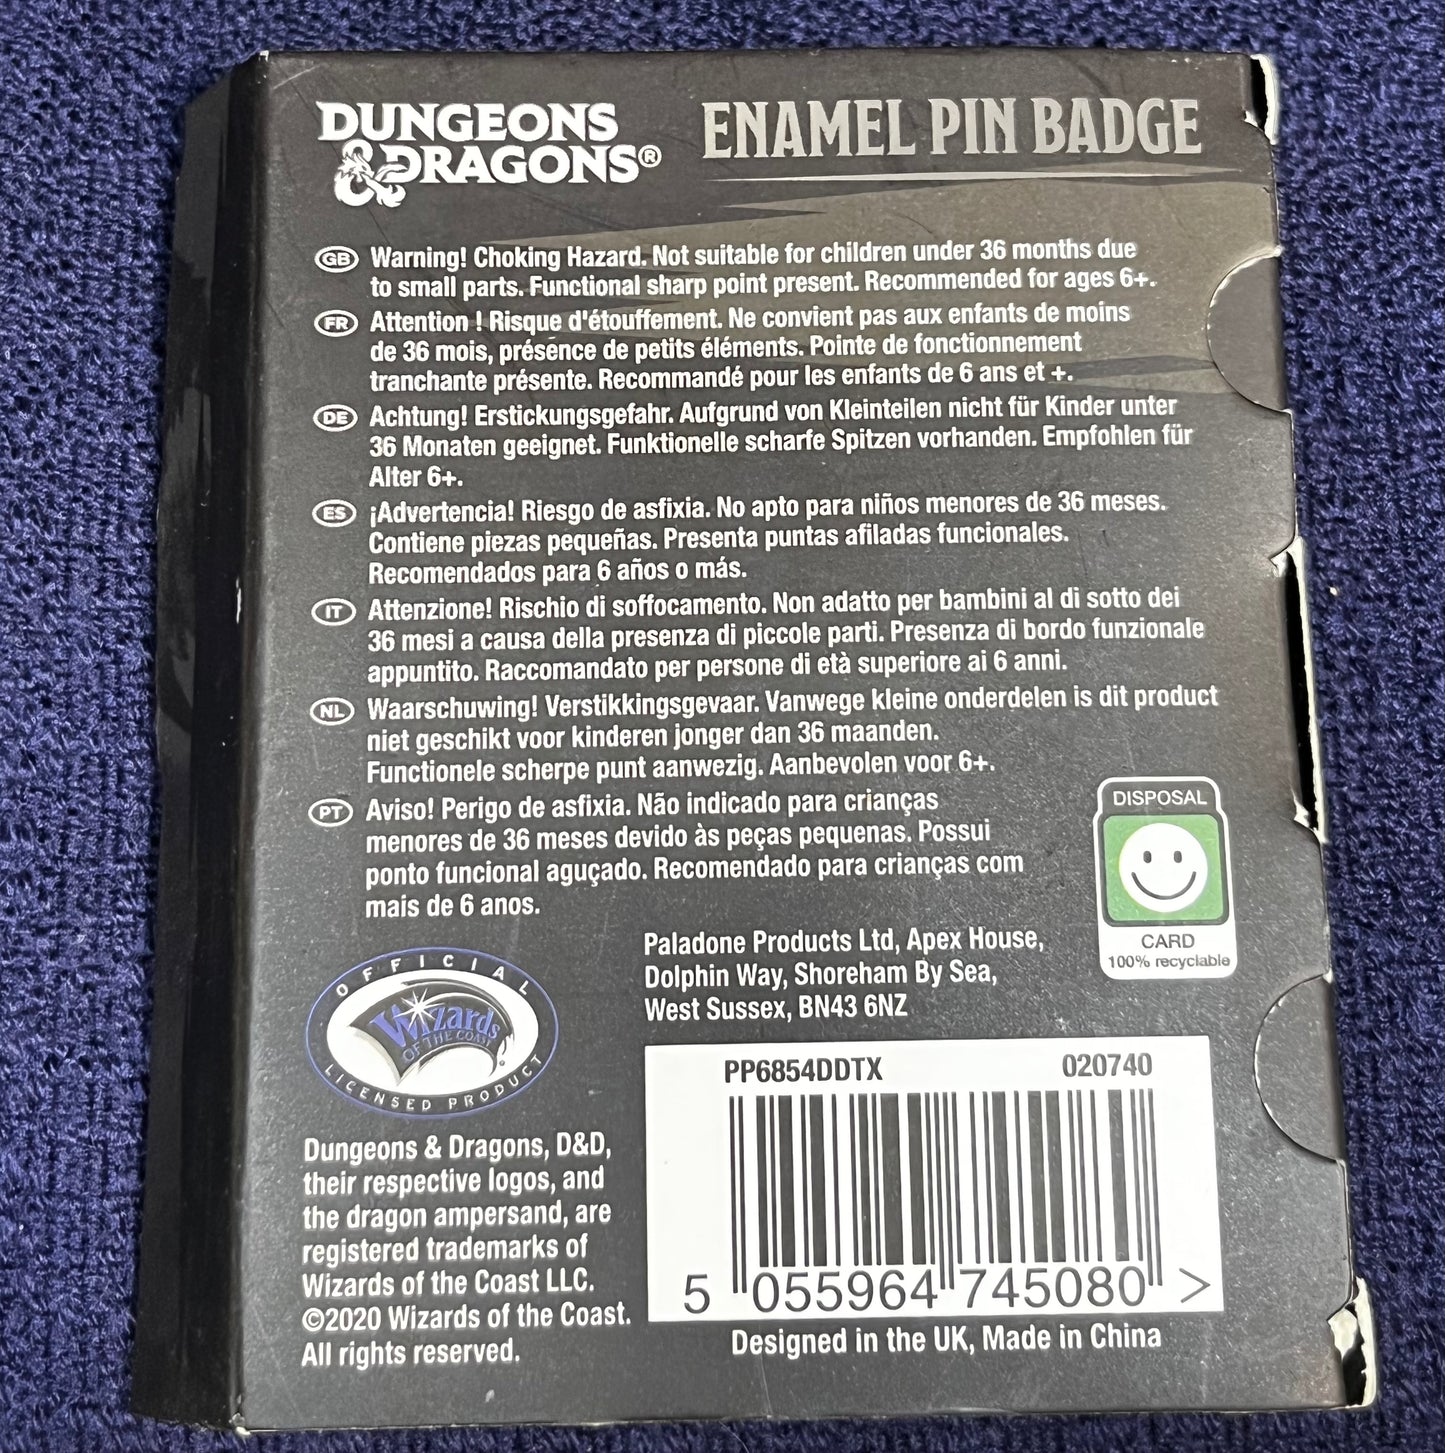 DUNGEONS
& DRAGONS®
ENAMEL PIN BADGE
GB Warning! Choking Hazard. Not suitable for children under 36 months due
to small parts. Functional sharp point present. Recommended for ages 6+.
FR Attention ! Risque d'étouffement. Ne convient pas aux enfants de moins
de 36 mois, présence de petits éléments. Pointe de fonctionnement
tranchante présente. Recommandé pour les enfants de 6 ans et +.
DE Achtung! Erstickungsgefahr. Aufgrund von Kleinteilen nicht für Kinder unter
36 Monaten geeignet. Funktionelle scharfe Spitzen vorhanden. Empfohlen für
Alter 6+.
ES ¡Advertencia! Riesgo de asfixia. No apto para niños menores de 36 meses.
Contiene piezas pequeñas. Presenta puntas afiladas funcionales.
Recomendados para 6 años o más.
IT Attenzione! Rischio di soffocamento. Non adatto per bambini al di sotto dei
36 mesi a causa della presenza di piccole parti. Presenza di bordo funzionale
appuntito. Raccomandato per persone di età superiore ai 6 anni.
NL Waarschuwing! Verstikkingsgevaar. Vanwege kleine onderdelen is dit product
niet geschikt voor kinderen jonger dan 36 maanden.
Functionele scherpe punt aanwezig. Aanbevolen voor 6+.
PT Aviso! Perigo de asfixia. Não indicado para crianças
menores de 36 meses devido às peças pequenas. Possui
ponto funcional aguçado. Recomendado para crianças com
mais de 6 anos.
DISPOSAL
CARD
100% recyclable
Paladone Products Ltd, Apex House,
Dolphin Way, Shoreham By Sea,
West Sussex, BN43 6NZ
OFFICIAL
Wizards
OF THE COAST
LICENSED PRODUCT
Dungeons & Dragons, D&D,
their respective logos, and
the dragon ampersand, are
registered trademarks of
Wizards of the Coast LLC.
©2020 Wizards of the Coast.
All rights reserved.
PP6854DDTX 020740
5 055964 745080 >
Designed in the UK, Made in China